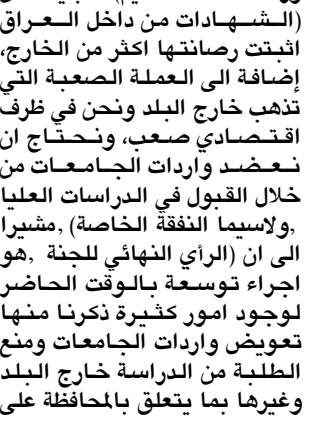 (الشهادات من داخل العراق
اثبتت رصانتها اكثر من الخارج،
إضافة الى العملة الصعبة التي
تذهب خارج البلد ونحن في ظرف
اقتصادي صعب، ونحتاج ان
نعضد واردات الجامعات من
خلال القبول في الدراسات العليا
,ولاسيما النفقة الخاصة) ,مشيرا
الى ان (الرأي النهائي للجنة ,هو
اجراء توسعة بالوقت الحاضر
لوجود امور كثيرة ذكرنا منها
تعويض واردات الجامعات ومنع
الطلبة من الدراسة خارج البلد
وغيرها بما يتعلق بالمحافظة على